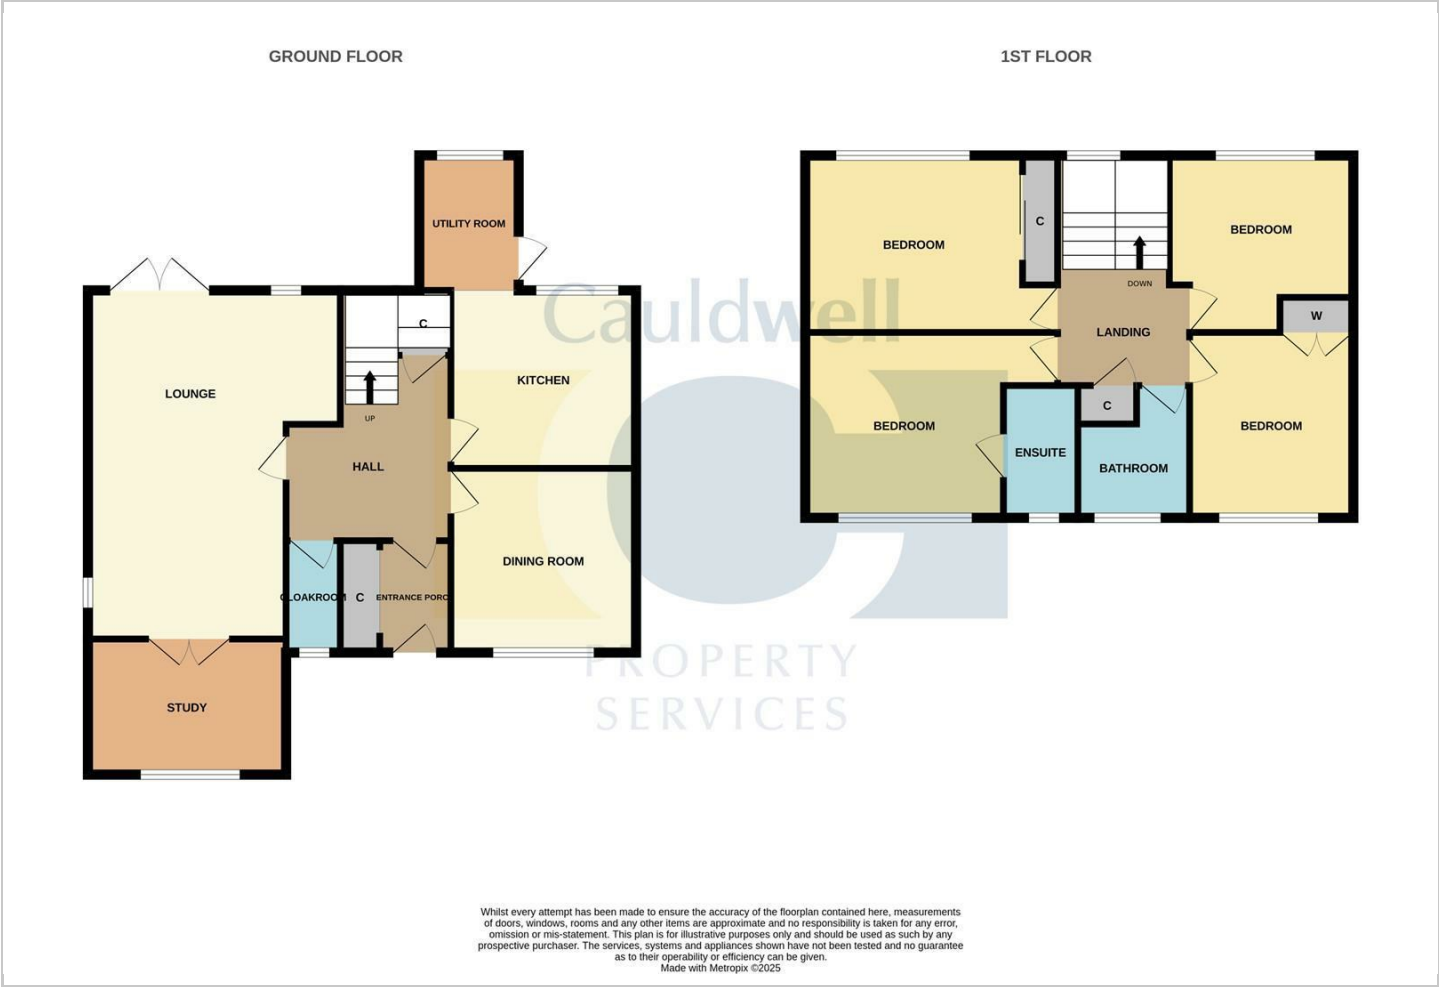 GROUND FLOOR
1ST FLOOR
UTILITY ROOM
C
LOUNGE
KITCHEN
UP
HALL
DINING ROOM
CLOAKROOM
C
ENTRANCE PORC
STUDY
BEDROOM
C
BEDROOM
DOWN
LANDING
W
BEDROOM
C
BEDROOM
ENSUITE
BATHROOM
Cauldwell
PROPERTY
SERVICES
Whilst every attempt has been made to ensure the accuracy of the floorplan contained here, measurements
of doors, windows, rooms and any other items are approximate and no responsibility is taken for any error,
omission or mis-statement. This plan is for illustrative purposes only and should be used as such by any
prospective purchaser. The services, systems and appliances shown have not been tested and no guarantee
as to their operability or efficiency can be given.
Made with Metropix ©2025